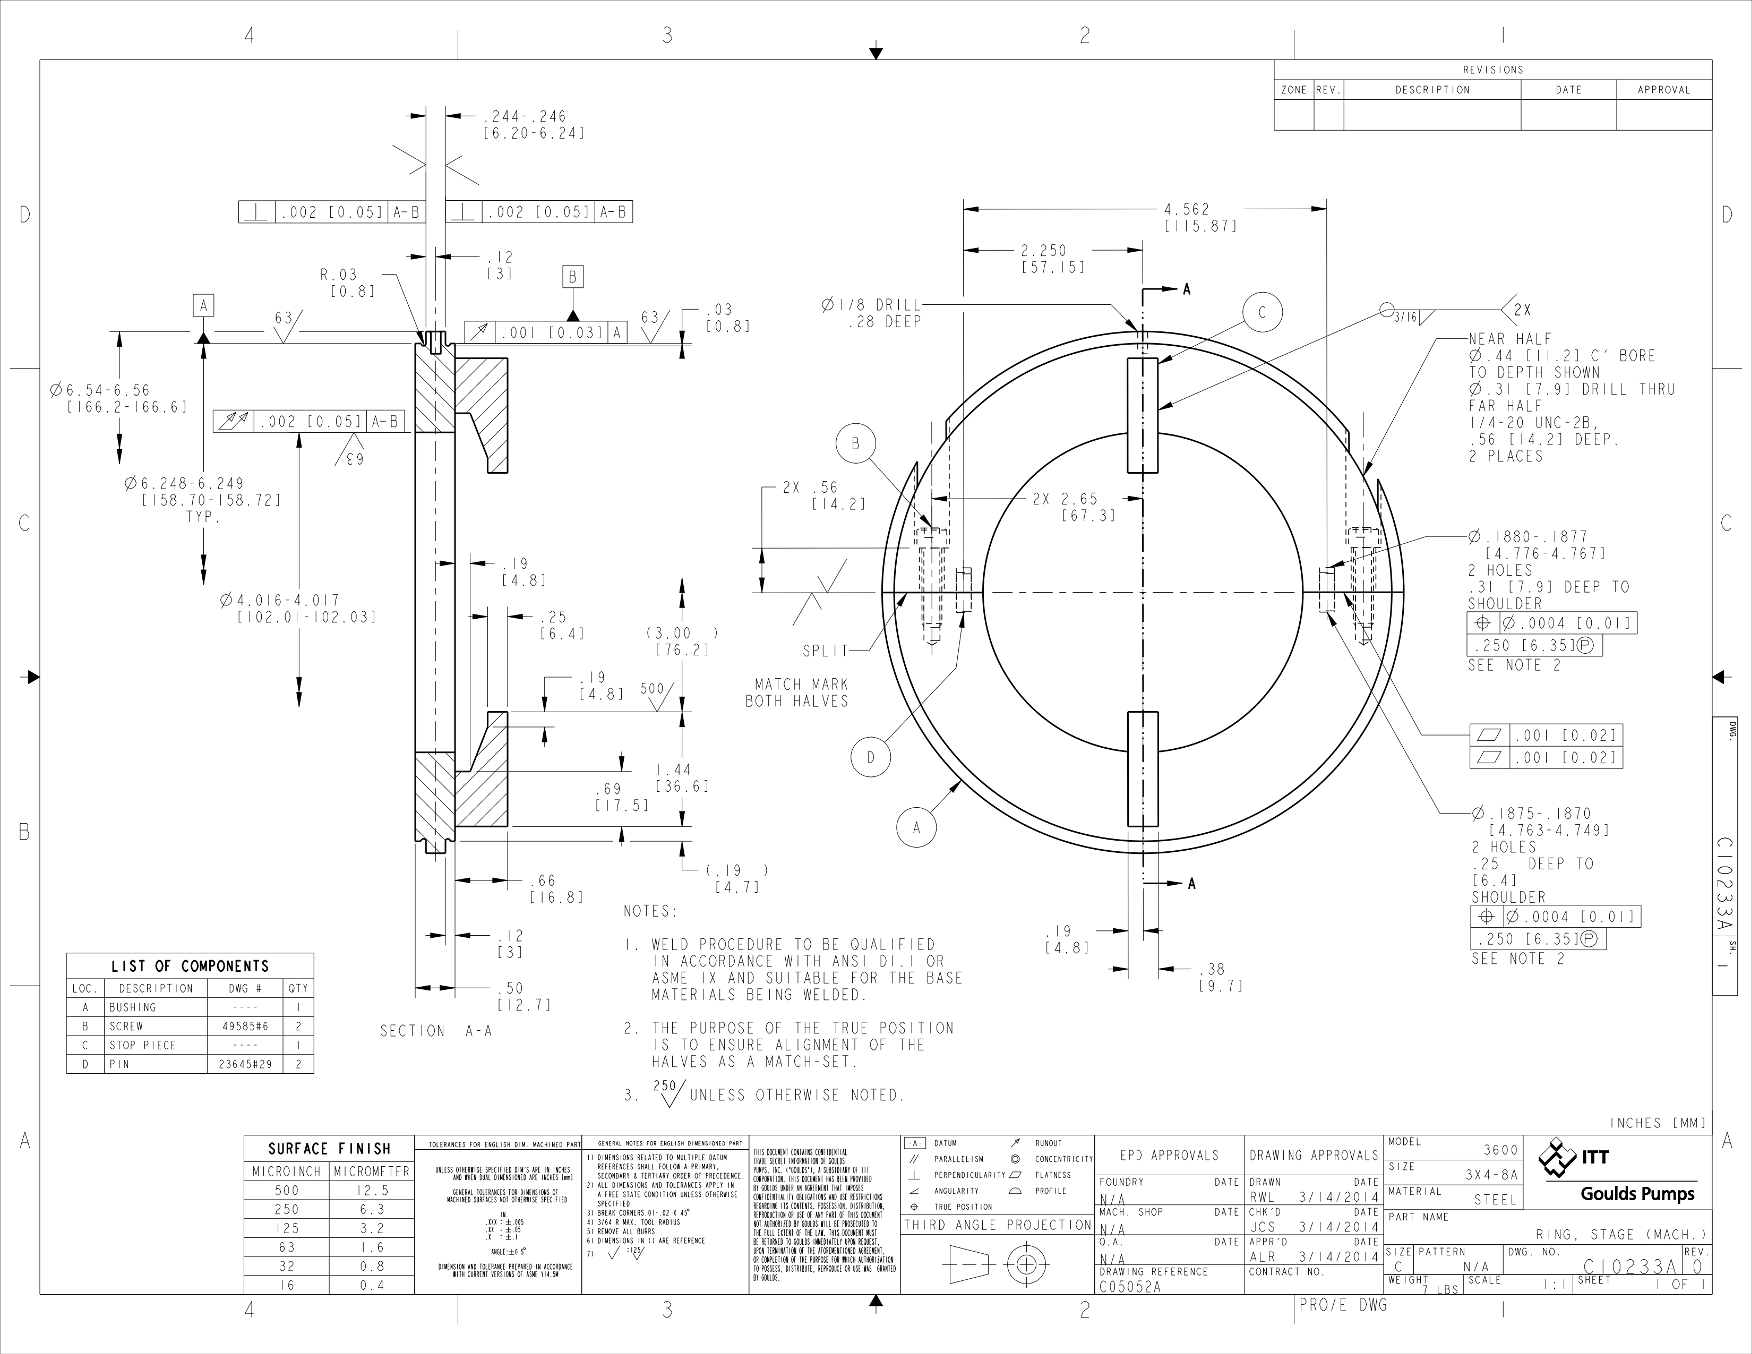 4
3
2
1
REVISIONS
ZONE REV. DESCRIPTION DATE APPROVAL
D
D
C
C
B
A
A
.244-.246
[6.20-6.24]
⊥ .002 [0.05] A-B
⊥ .002 [0.05] A-B
.12
[3]
R.03
[0.8]
B
A
63
.001 [0.03] A
63
.03
[0.8]
Ø6.54-6.56
[166.2-166.6]
.002 [0.05] A-B
63
Ø6.248-6.249
[158.70-158.72]
TYP.
.19
[4.8]
Ø4.016-4.017
[102.01-102.03]
.25
[6.4]
(3.00 )
[76.2]
.19
[4.8]
500
1.44
[36.6]
.69
[17.5]
(.19 )
[4.7]
.66
[16.8]
.12
[3]
.50
[12.7]
SECTION A-A
4.562
[115.87]
2.250
[57.15]
A
Ø1/8 DRILL
.28 DEEP
C
3/16
2X
NEAR HALF
Ø.44 [11.2] C' BORE
TO DEPTH SHOWN
Ø.31 [7.9] DRILL THRU
FAR HALF
1/4-20 UNC-2B,
.56 [14.2] DEEP.
2 PLACES
B
2X .56
[14.2]
2X 2.65
[67.3]
Ø.1880-.1877
[4.776-4.767]
2 HOLES
.31 [7.9] DEEP TO
SHOULDER
⌖ Ø.0004 [0.01]
.250 [6.35]Ⓟ
SEE NOTE 2
SPLIT
MATCH MARK
BOTH HALVES
D
A
.001 [0.02]
.001 [0.02]
Ø.1875-.1870
[4.763-4.749]
2 HOLES
.25 DEEP TO
[6.4]
SHOULDER
⌖ Ø.0004 [0.01]
.250 [6.35]Ⓟ
SEE NOTE 2
A
.19
[4.8]
.38
[9.7]
DWG.
C10233A
SH.
1
NOTES:
1. WELD PROCEDURE TO BE QUALIFIED
IN ACCORDANCE WITH ANSI D1.1 OR
ASME IX AND SUITABLE FOR THE BASE
MATERIALS BEING WELDED.
2. THE PURPOSE OF THE TRUE POSITION
IS TO ENSURE ALIGNMENT OF THE
HALVES AS A MATCH-SET.
3. 250 UNLESS OTHERWISE NOTED.
LIST OF COMPONENTS
LOC. DESCRIPTION DWG # QTY
A BUSHING ---- 1
B SCREW 49585#6 2
C STOP PIECE ---- 1
D PIN 23645#29 2
INCHES [MM]
SURFACE FINISH
MICROINCH MICROMETER
500 12.5
250 6.3
125 3.2
63 1.6
32 0.8
16 0.4
TOLERANCES FOR ENGLISH DIM. MACHINED PART
UNLESS OTHERWISE SPECIFIED DIM'S ARE IN INCHES
AND WHEN DUAL DIMENSIONED ARE INCHES [mm]
GENERAL TOLERANCES FOR DIMENSIONS OF
MACHINED SURFACES NOT OTHERWISE SPECIFIED
IN.
.XXX : ±.005
.XX : ±.05
.X : ±.1
ANGLE:±0.5°
DIMENSION AND TOLERANCE PREPARED IN ACCORDANCE
WITH CURRENT VERSIONS OF ASME Y14.5M
GENERAL NOTES FOR ENGLISH DIMENSIONED PART
1) DIMENSIONS RELATED TO MULTIPLE DATUM
REFERENCES SHALL FOLLOW A PRIMARY,
SECONDARY & TERTIARY ORDER OF PRECEDENCE.
2) ALL DIMENSIONS AND TOLERANCES APPLY IN
A FREE STATE CONDITION UNLESS OTHERWISE
SPECIFIED
3) BREAK CORNERS.01-.02 X 45°
4) 3/64 R MAX. TOOL RADIUS
5) REMOVE ALL BURRS
6) DIMENSIONS IN () ARE REFERENCE
7) =125
THIS DOCUMENT CONTAINS CONFIDENTIAL
TRADE SECRET INFORMATION OF GOULDS
PUMPS, INC. ("GOULDS"), A SUBSIDIARY OF ITT
CORPORATION. THIS DOCUMENT HAS BEEN PROVIDED
BY GOULDS UNDER AN AGREEMENT THAT IMPOSES
CONFIDENTIALITY OBLIGATIONS AND USE RESTRICTIONS
REGARDING ITS CONTENTS. POSSESSION, DISTRIBUTION,
REPRODUCTION OR USE OF ANY PART OF THIS DOCUMENT
NOT AUTHORIZED BY GOULDS WILL BE PROSECUTED TO
THE FULL EXTENT OF THE LAW. THIS DOCUMENT MUST
BE RETURNED TO GOULDS IMMEDIATELY UPON REQUEST,
UPON TERMINATION OF THE AFOREMENTIONED AGREEMENT,
OR COMPLETION OF THE PURPOSE FOR WHICH AUTHORIZATION
TO POSSESS, DISTRIBUTE, REPRODUCE OR USE WAS GRANTED
BY GOULDS.
-A- DATUM RUNOUT
PARALLELISM CONCENTRICITY
PERPENDICULARITY FLATNESS
ANGULARITY PROFILE
TRUE POSITION
THIRD ANGLE PROJECTION
EPD APPROVALS
FOUNDRY DATE
N/A
MACH. SHOP DATE
N/A
Q.A. DATE
N/A
DRAWING REFERENCE
C05052A
DRAWING APPROVALS
DRAWN DATE
RWL 3/14/2014
CHK'D DATE
JCS 3/14/2014
APPR'D DATE
ALR 3/14/2014
CONTRACT NO.
MODEL 3600
SIZE 3X4-8A
MATERIAL STEEL
ITT
Goulds Pumps
PART NAME
RING, STAGE (MACH.)
SIZE PATTERN DWG. NO. REV.
C N/A C10233A 0
WEIGHT 7 LBS SCALE 1:1 SHEET 1 OF 1
4
3
2
PRO/E DWG
1